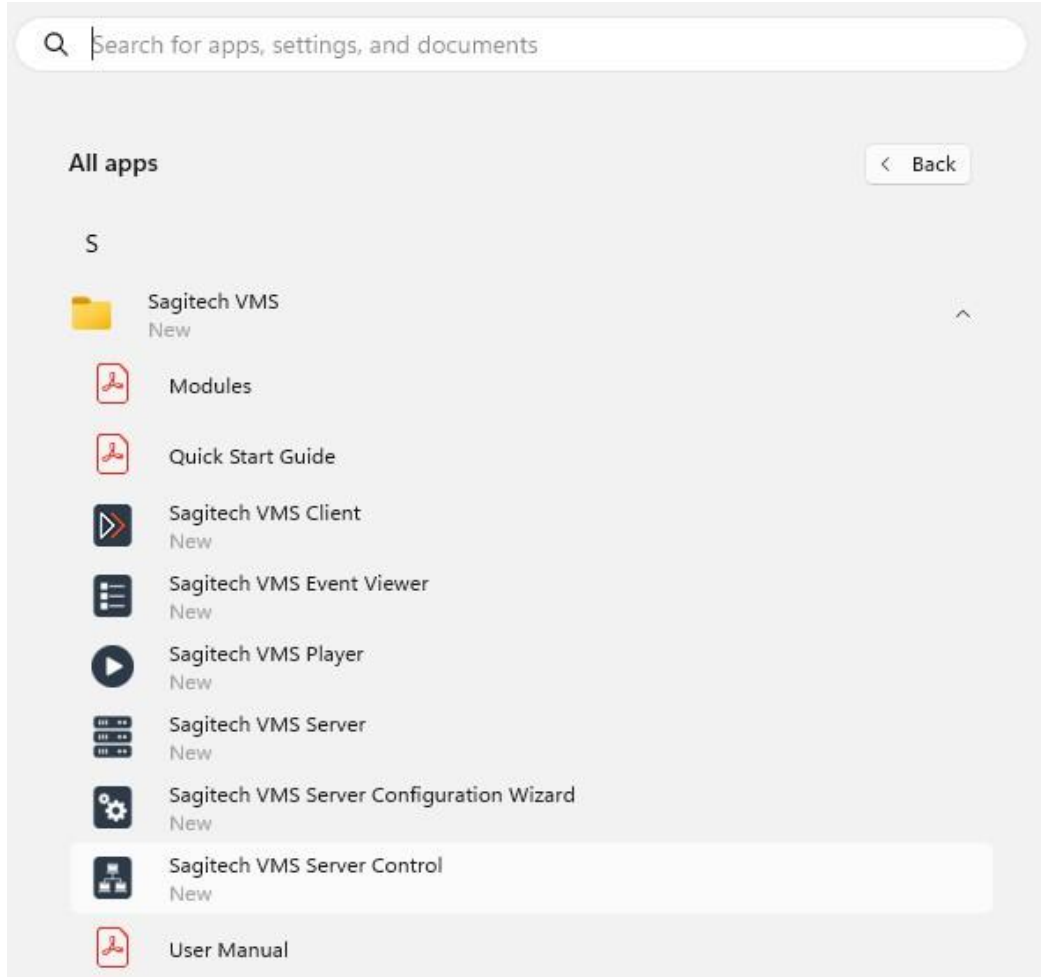 Search for apps, settings, and documents
All apps
Back
S
Sagitech VMS
New
Modules
Quick Start Guide
Sagitech VMS Client
New
Sagitech VMS Event Viewer
New
Sagitech VMS Player
New
Sagitech VMS Server
New
Sagitech VMS Server Configuration Wizard
New
Sagitech VMS Server Control
New
User Manual